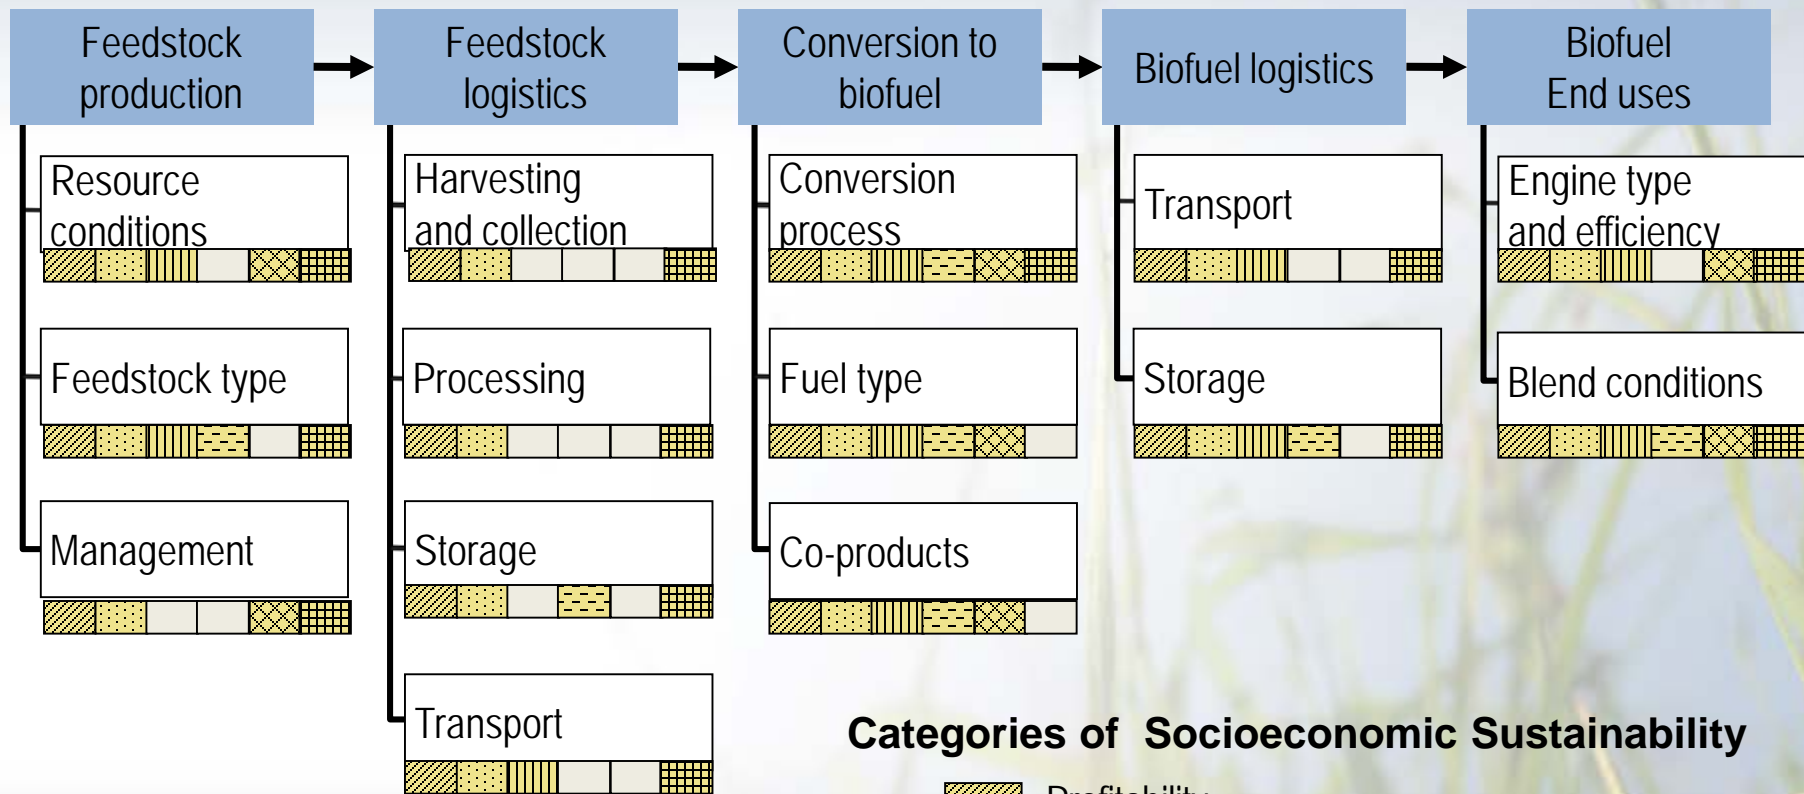 Feedstock
production
Feedstock
logistics
Conversion to
biofuel
Biofuel logistics
Biofuel
End uses
Resource
conditions
Feedstock type
Management
Harvesting
and collection
Processing
Storage
Transport
Conversion
process
Fuel type
Co-products
Transport
Storage
Engine type
and efficiency
Blend conditions
Categories of Socioeconomic Sustainability
Profitability